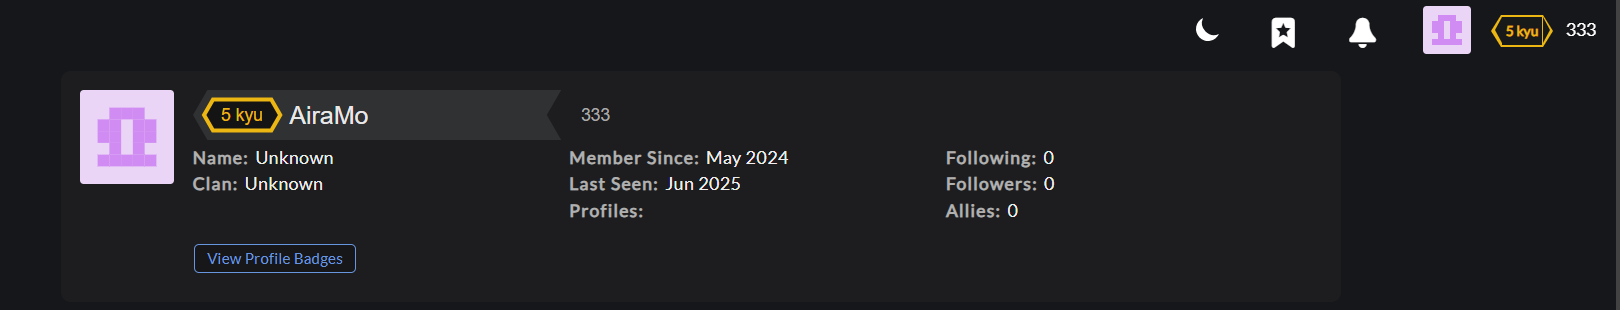 5 kyu 333
5 kyu AiraMo 333
Name: Unknown Member Since: May 2024 Following: 0
Clan: Unknown Last Seen: Jun 2025 Followers: 0
Profiles: Allies: 0
View Profile Badges